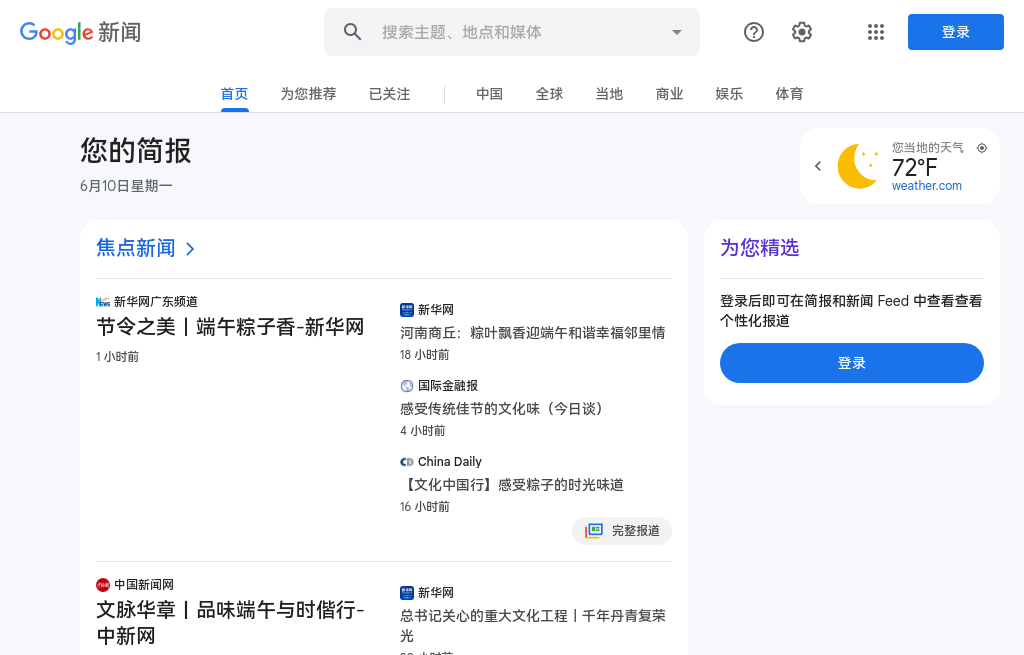 Google 新闻
搜索主题、地点和媒体
登录
首页
为您推荐
已关注
中国
全球
当地
商业
娱乐
体育
您的简报
6月10日星期一
您当地的天气
72°F
weather.com
焦点新闻
新华网广东频道
节令之美丨端午粽子香-新华网
1 小时前
新华网
河南商丘：粽叶飘香迎端午和谐幸福邻里情
18 小时前
国际金融报
感受传统佳节的文化味（今日谈）
4 小时前
China Daily
【文化中国行】感受粽子的时光味道
16 小时前
完整报道
为您精选
登录后即可在简报和新闻 Feed 中查看查看
个性化报道
登录
中国新闻网
文脉华章丨品味端午与时偕行-
中新网
新华网
总书记关心的重大文化工程丨千年丹青复荣
光